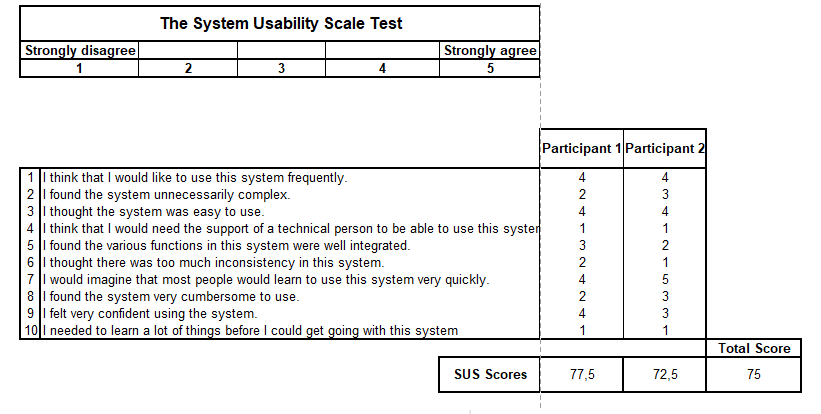 The System Usability Scale Test
Strongly disagree Strongly agree
1 2 3 4 5
Participant 1 Participant 2
1 I think that I would like to use this system frequently. 4 4
2 I found the system unnecessarily complex. 2 3
3 I thought the system was easy to use. 4 4
4 I think that I would need the support of a technical person to be able to use this syster 1 1
5 I found the various functions in this system were well integrated. 3 2
6 I thought there was too much inconsistency in this system. 2 1
7 I would imagine that most people would learn to use this system very quickly. 4 5
8 I found the system very cumbersome to use. 2 3
9 I felt very confident using the system. 4 3
10 I needed to learn a lot of things before I could get going with this system 1 1
Total Score
SUS Scores 77,5 72,5 75